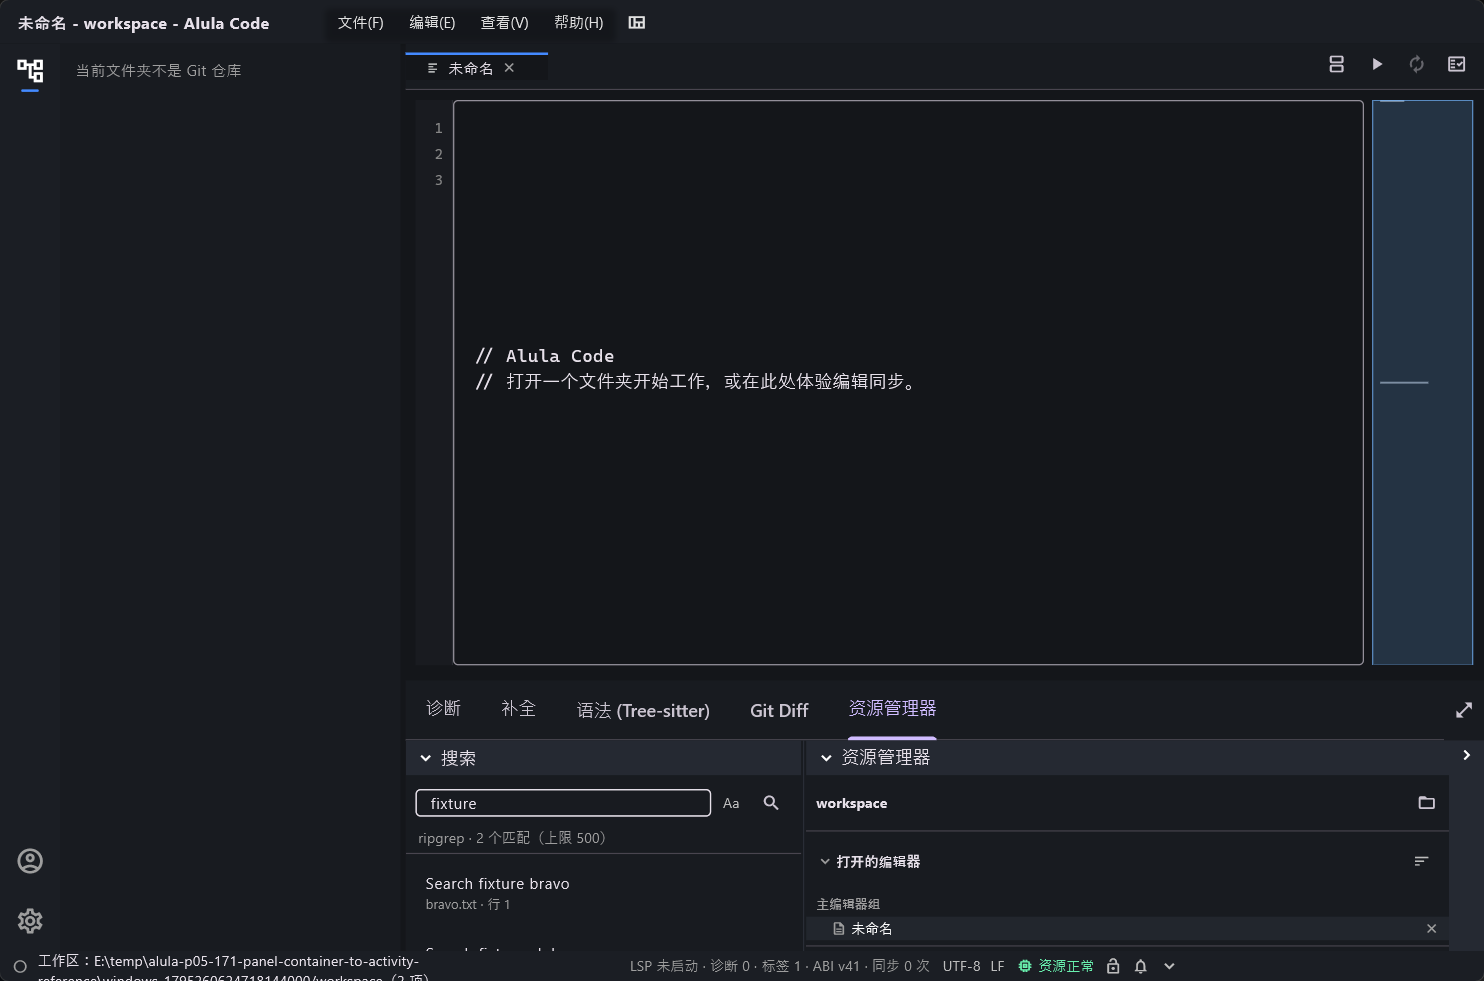 未命名 - workspace - Alula Code
文件(F) 编辑(E) 查看(V) 帮助(H)
当前文件夹不是 Git 仓库
未命名
1
2
3
// Alula Code
// 打开一个文件夹开始工作，或在此处体验编辑同步。
诊断 补全 语法 (Tree-sitter) Git Diff 资源管理器
搜索
fixture
Aa
ripgrep · 2 个匹配（上限 500）
Search fixture bravo
bravo.txt · 行 1
资源管理器
workspace
打开的编辑器
主编辑器组
未命名
工作区：E:\temp\alula-p05-171-panel-container-to-activity-
LSP 未启动 · 诊断 0 · 标签 1 · ABI v41 · 同步 0 次 UTF-8 LF 资源正常